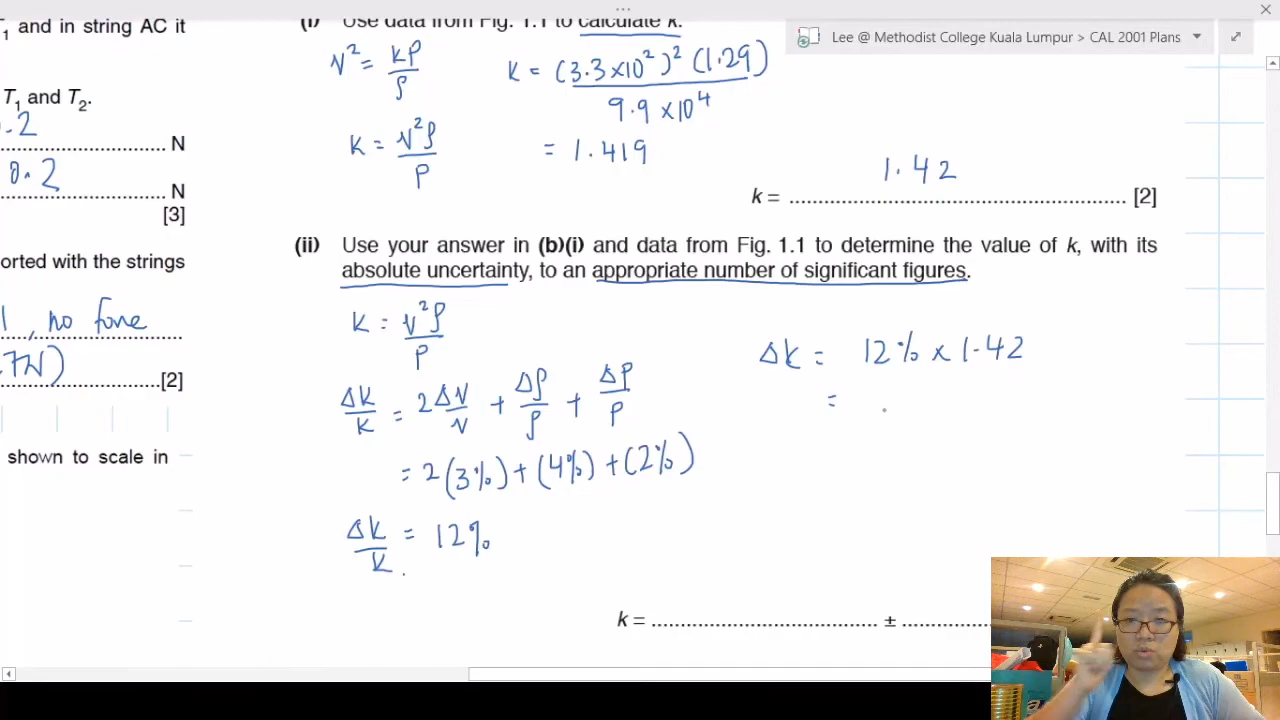 T1 and in string AC it
T1 and T2.
0.2
N
0.2
N
[3]
orted with the strings
, no force
7N)
[2]
shown to scale in
(i) Use data from Fig. 1.1 to calculate k.
V² = kP/ρ
K = (3.3 × 10²)² (1.29) / 9.9 × 10⁴
K = V²ρ/P
= 1.419
1.42
k = [2]
(ii) Use your answer in (b)(i) and data from Fig. 1.1 to determine the value of k, with its
absolute uncertainty, to an appropriate number of significant figures.
K = V²ρ/P
ΔK/K = 2ΔV/V + Δρ/ρ + ΔP/P
= 2(3%) + (4%) + (2%)
Δk/K = 12%
Δk = 12% × 1.42
=
k = ±
Lee @ Methodist College Kuala Lumpur > CAL 2001 Plans